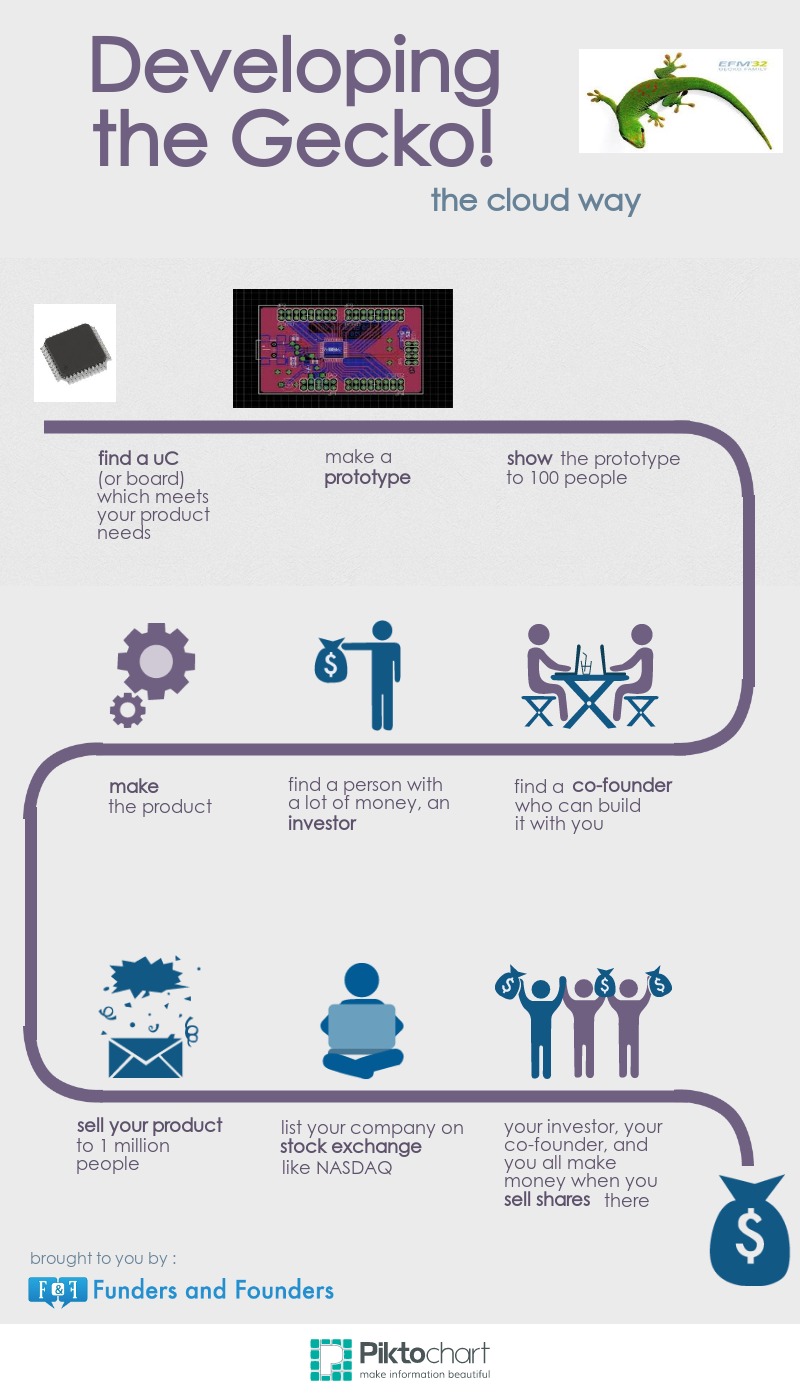 Developing
the Gecko!
EFM®32
GECKO FAMILY
the cloud way
find a uC
(or board)
which meets
your product
needs
make a
prototype
show the prototype
to 100 people
$
make
the product
find a person with
a lot of money, an
investor
find a co-founder
who can build
it with you
$ $ $
sell your product
to 1 million
people
list your company on
stock exchange
like NASDAQ
your investor, your
co-founder, and
you all make
money when you
sell shares there
$
brought to you by :
F&F Funders and Founders
Piktochart
make information beautiful